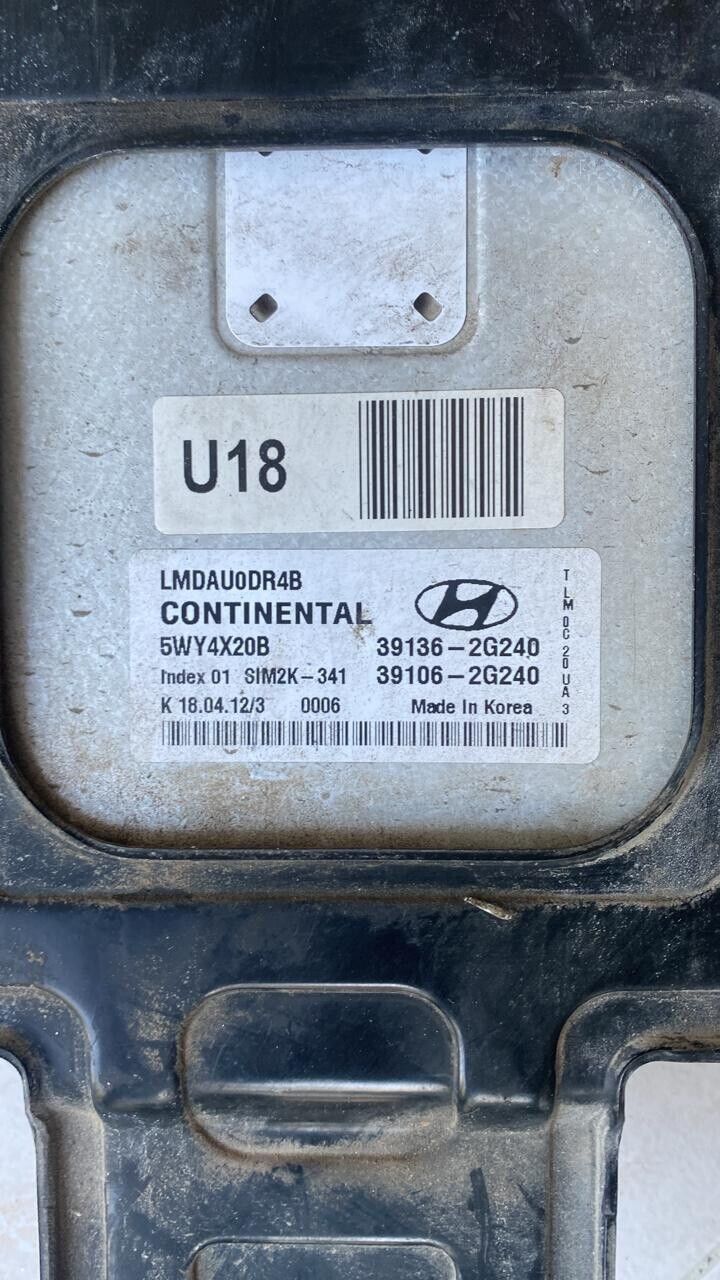 U18
LMDAU0DR4B
CONTINENTAL
5WY4X20B 39136-2G240
Index 01 SIM2K-341 39106-2G240
K 18.04.12/3 0006 Made In Korea
TLM0C20UA3